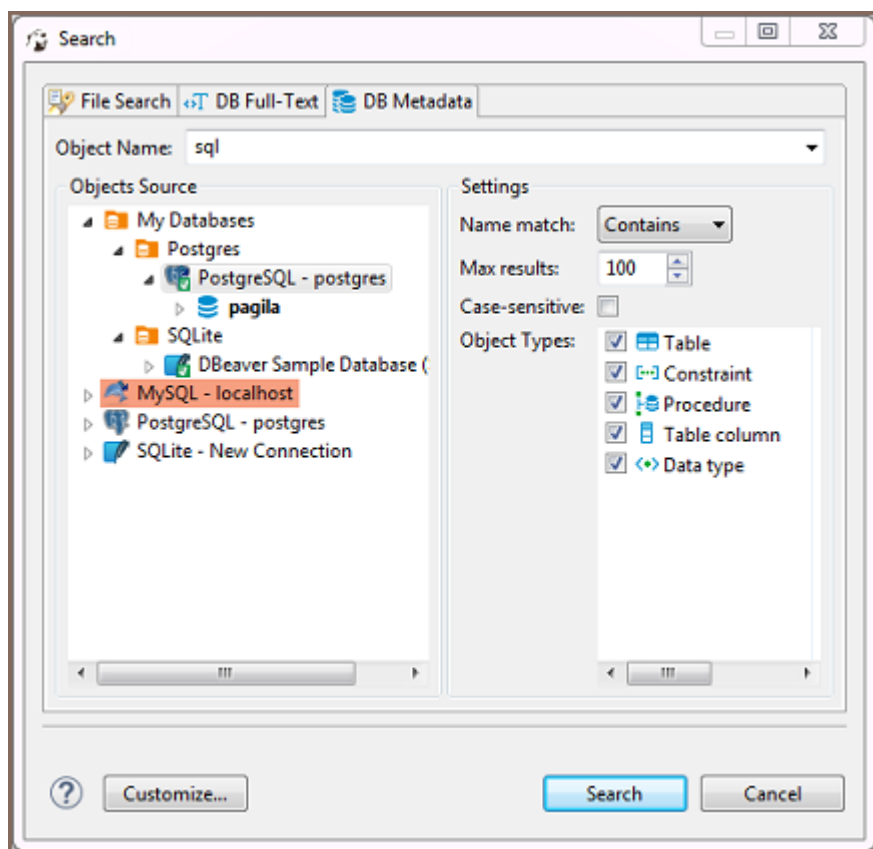 Search
File Search DB Full-Text DB Metadata
Object Name: sql
Objects Source
My Databases
Postgres
PostgreSQL - postgres
pagila
SQLite
DBeaver Sample Database (
MySQL - localhost
PostgreSQL - postgres
SQLite - New Connection
Settings
Name match: Contains
Max results: 100
Case-sensitive:
Object Types:
Table
Constraint
Procedure
Table column
Data type
Customize...
Search
Cancel